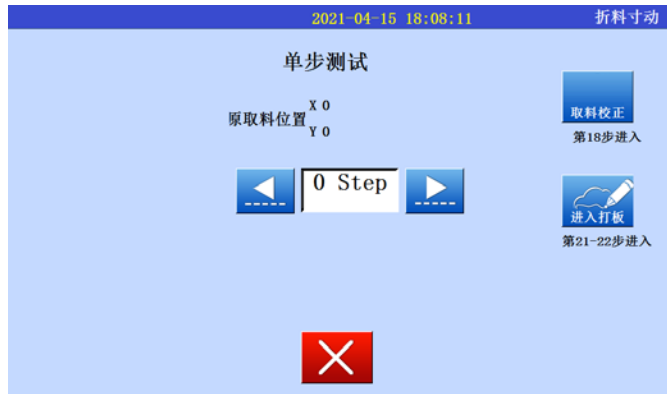 2021-04-15 18:08:11 折料寸动
单步测试
原取料位置 X 0
Y 0
0 Step
取料校正
第18步进入
进入打板
第21-22步进入